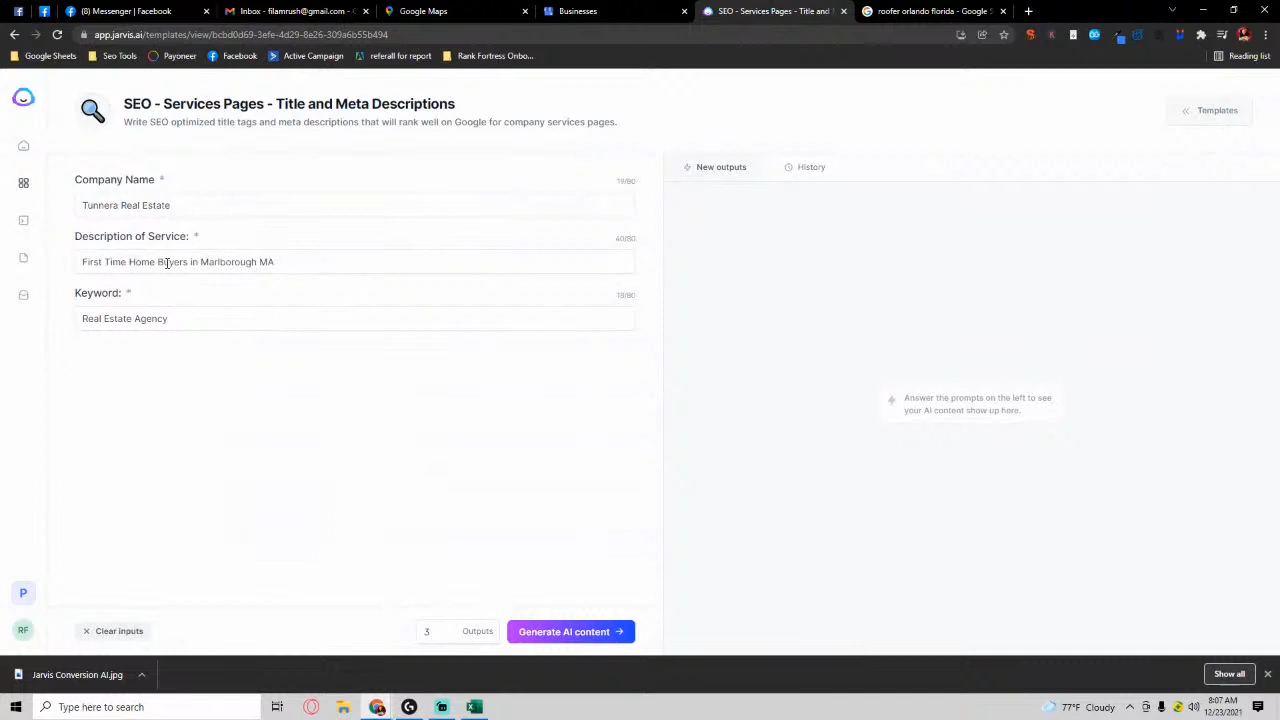 Facebook
Inbox - filamrush@gmail.com - G
Google Maps
Businesses
SEO - Services Pages - Title and M
roofer orlando florida - Google S
app.jarvis.ai/templates/view/bcbd0d69-3efe-4d29-8e26-309a6b55b494
Google Sheets
Seo Tools
Payoneer
Facebook
Active Campaign
referall for report
Rank Fortress Onbo...
Reading list
SEO - Services Pages - Title and Meta Descriptions
Write SEO optimized title tags and meta descriptions that will rank well on Google for company services pages.
Templates
New outputs
History
Company Name *
19/80
Tunnera Real Estate
Description of Service: *
40/80
First Time Home Buyers in Marlborough MA
Keyword: *
18/80
Real Estate Agency
Answer the prompts on the left to see
your AI content show up here.
P
RF
Clear inputs
3 Outputs
Generate AI content
Jarvis Conversion AI.jpg
Show all
Type here to search
77°F Cloudy
8:07 AM
12/23/2021